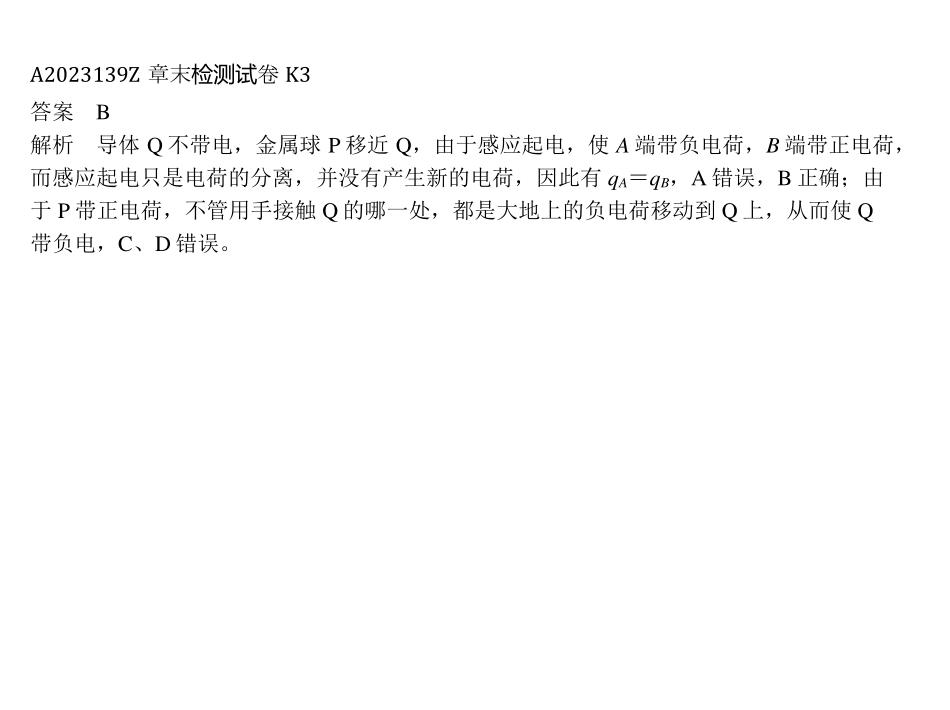 A2023139Z 章末检测试卷 K3
答案　B
解析　导体 Q 不带电，金属球 P 移近 Q，由于感应起电，使 A 端带负电荷，B 端带正电荷，
而感应起电只是电荷的分离，并没有产生新的电荷，因此有 qA＝qB，A 错误，B 正确；由
于 P 带正电荷，不管用手接触 Q 的哪一处，都是大地上的负电荷移动到 Q 上，从而使 Q
带负电，C、D 错误。